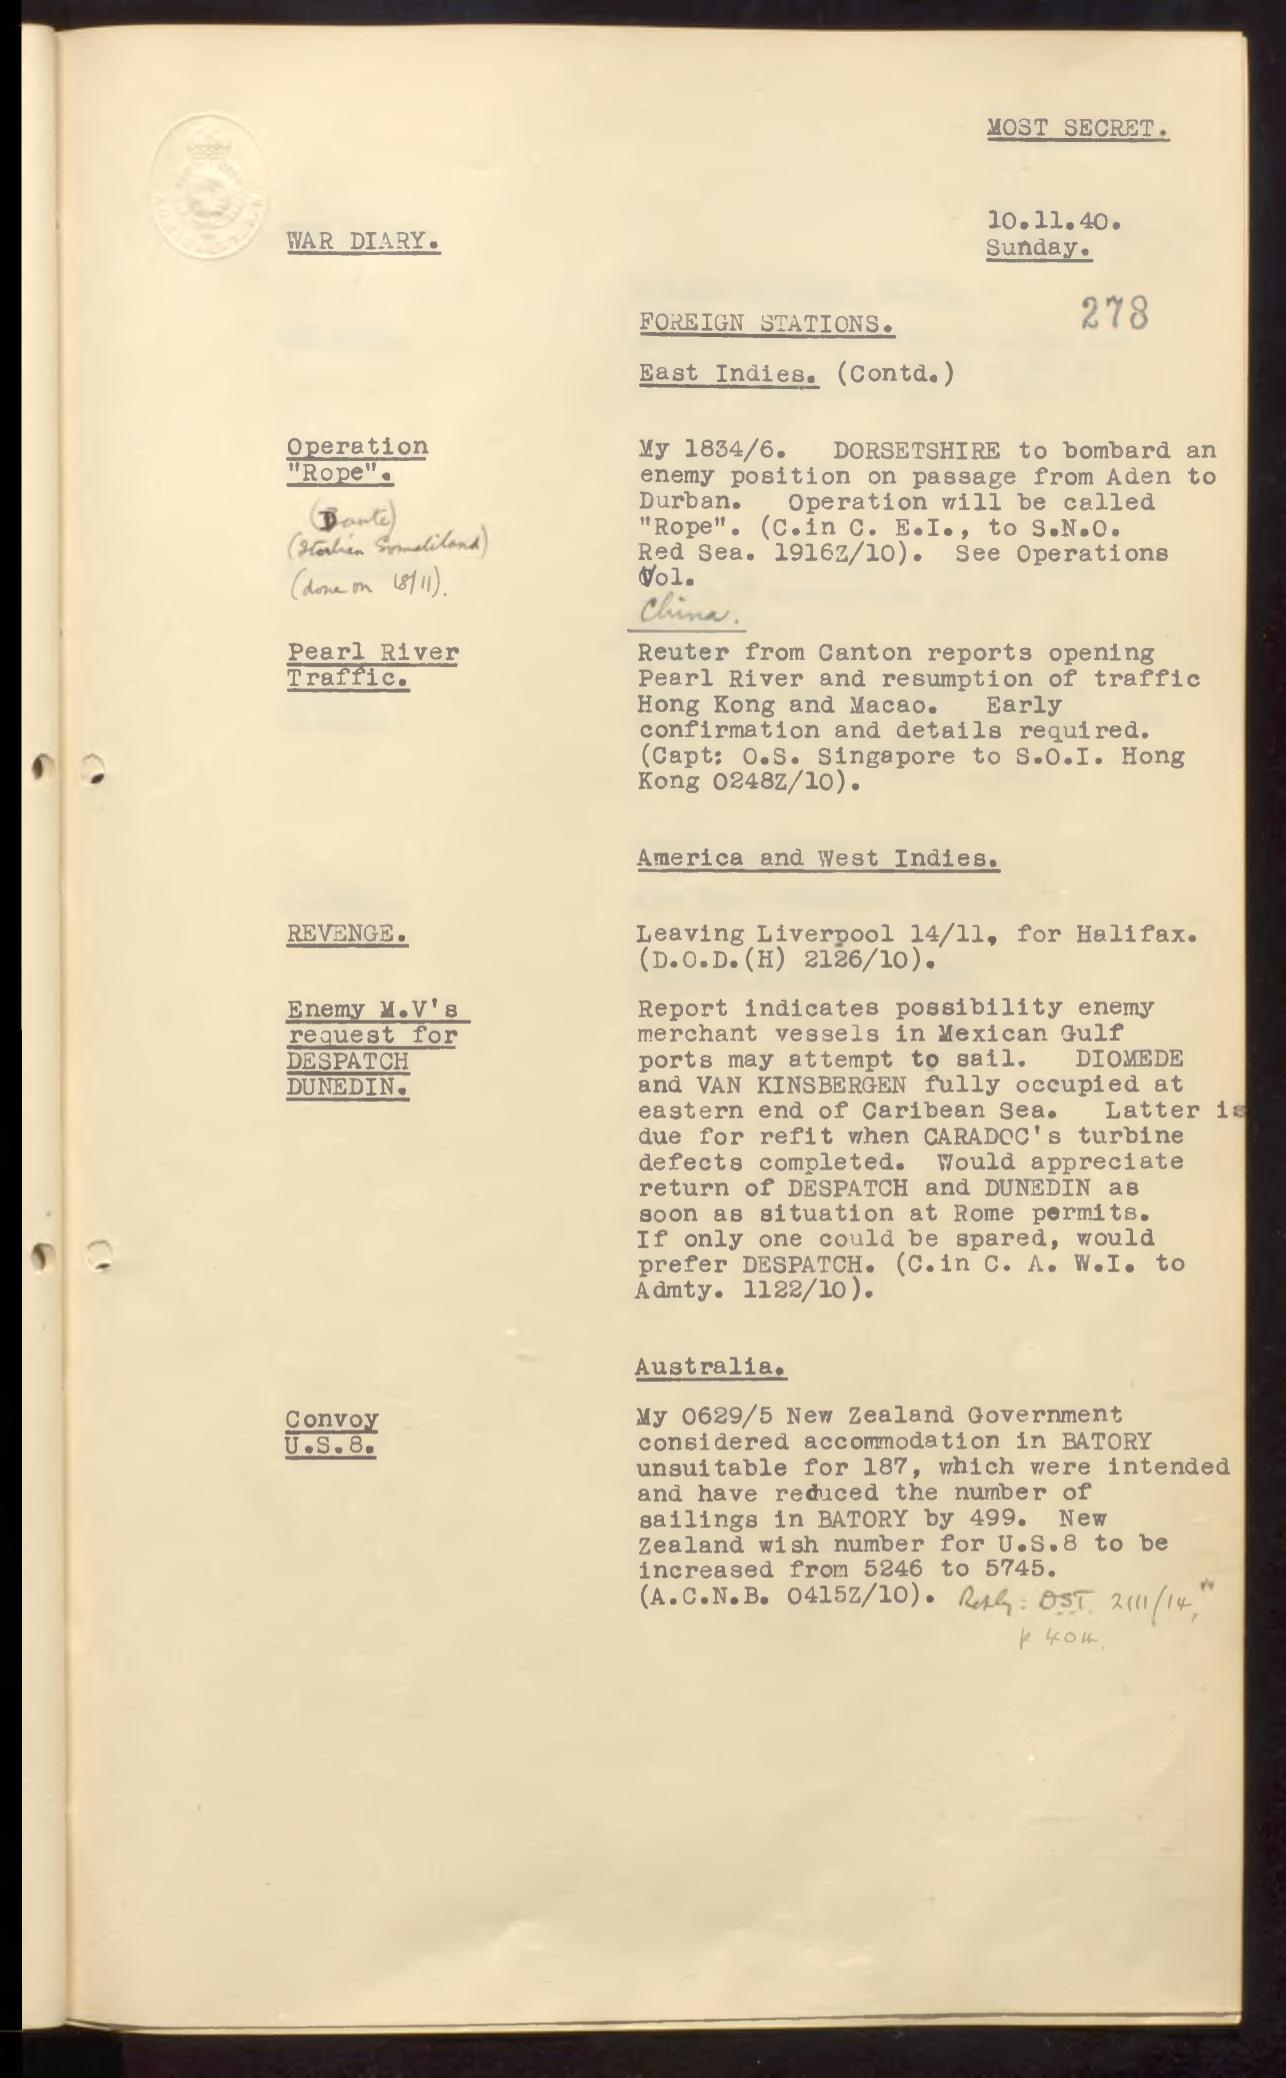 MOST SECRET.
10.11.40.
Sunday.
WAR DIARY.
278
FOREIGN STATIONS.
East Indies. (Contd.)
Operation
"Rope".
(Dante)
(Italian Somaliland)
(done on 18/11).
My 1834/6. DORSETSHIRE to bombard an
enemy position on passage from Aden to
Durban. Operation will be called
"Rope". (C.in C. E.I., to S.N.O.
Red Sea. 1916Z/10). See Operations
Vol.
China.
Pearl River
Traffic.
Reuter from Canton reports opening
Pearl River and resumption of traffic
Hong Kong and Macao. Early
confirmation and details required.
(Capt: O.S. Singapore to S.O.I. Hong
Kong 0248Z/10).
America and West Indies.
REVENGE.
Leaving Liverpool 14/11, for Halifax.
(D.O.D.(H) 2126/10).
Enemy M.V's
request for
DESPATCH
DUNEDIN.
Report indicates possibility enemy
merchant vessels in Mexican Gulf
ports may attempt to sail. DIOMEDE
and VAN KINSBERGEN fully occupied at
eastern end of Caribean Sea. Latter is
due for refit when CARADOC's turbine
defects completed. Would appreciate
return of DESPATCH and DUNEDIN as
soon as situation at Rome permits.
If only one could be spared, would
prefer DESPATCH. (C.in C. A. W.I. to
Admty. 1122/10).
Australia.
Convoy
U.S.8.
My 0629/5 New Zealand Government
considered accommodation in BATORY
unsuitable for 187, which were intended
and have reduced the number of
sailings in BATORY by 499. New
Zealand wish number for U.S.8 to be
increased from 5246 to 5745.
(A.C.N.B. 0415Z/10). Reply: DST. 2111/14,
p 404.